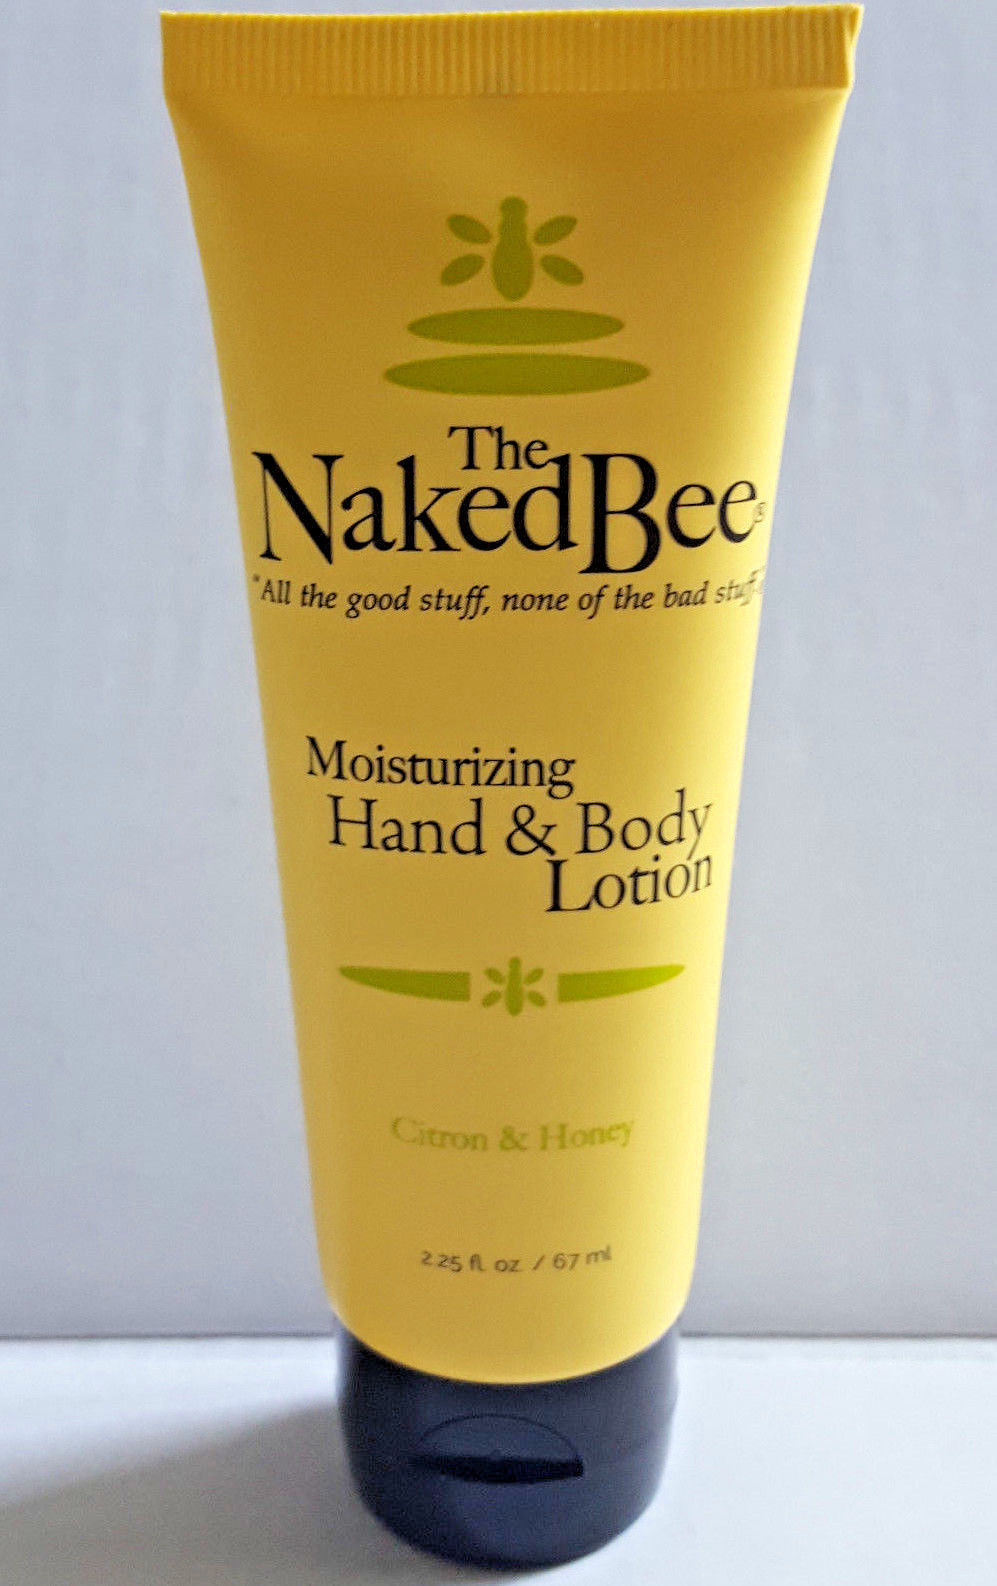 The
NakedBee®
"All the good stuff, none of the bad stuff
Moisturizing
Hand & Body
Lotion
Citron & Honey
2.25 fl oz / 67 ml